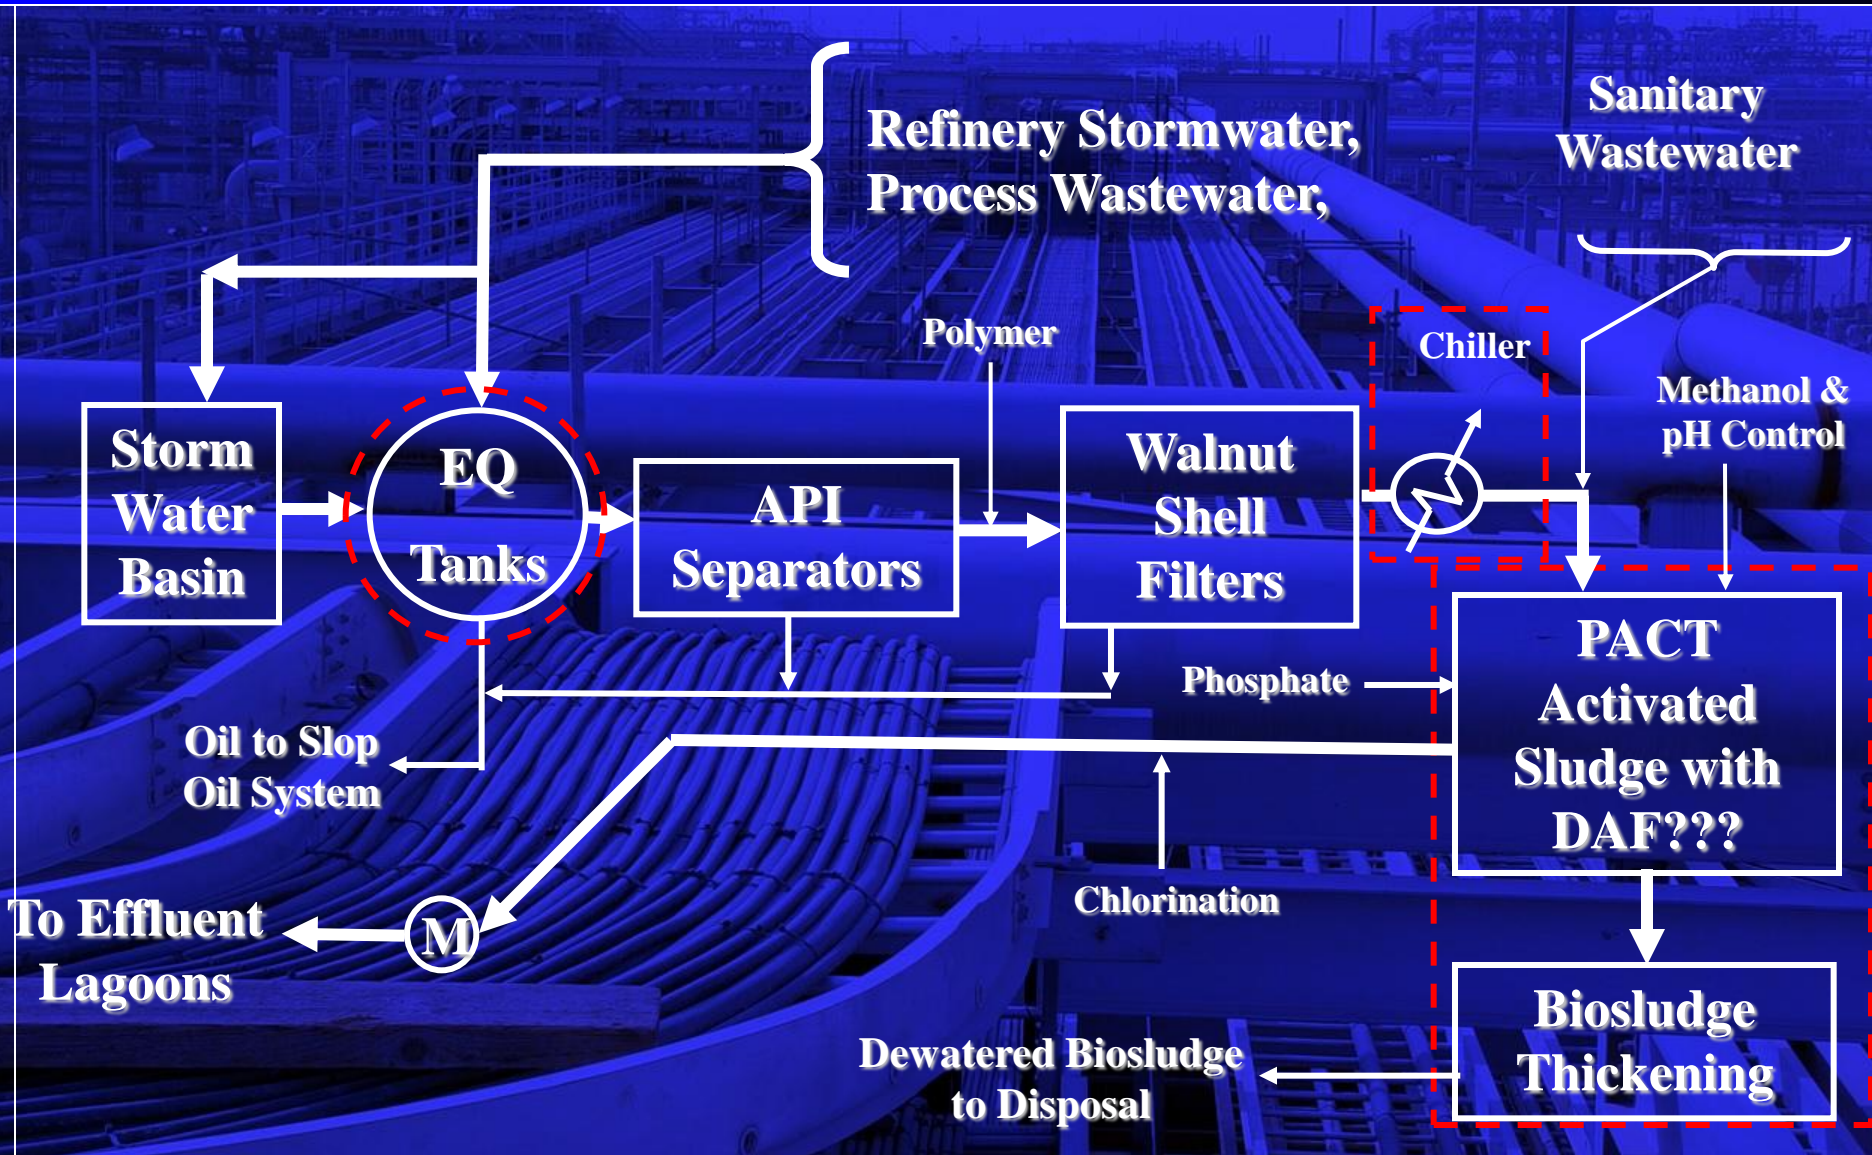 Refinery Stormwater,
Process Wastewater,
Sanitary
Wastewater
Polymer
Chiller
Methanol &
pH Control
Storm
Water
Basin
EQ
Tanks
API
Separators
Walnut
Shell
Filters
PACT
Activated
Sludge with
DAF???
Phosphate
Oil to Slop
Oil System
Chlorination
To Effluent
Lagoons
M
Biosludge
Thickening
Dewatered Biosludge
to Disposal